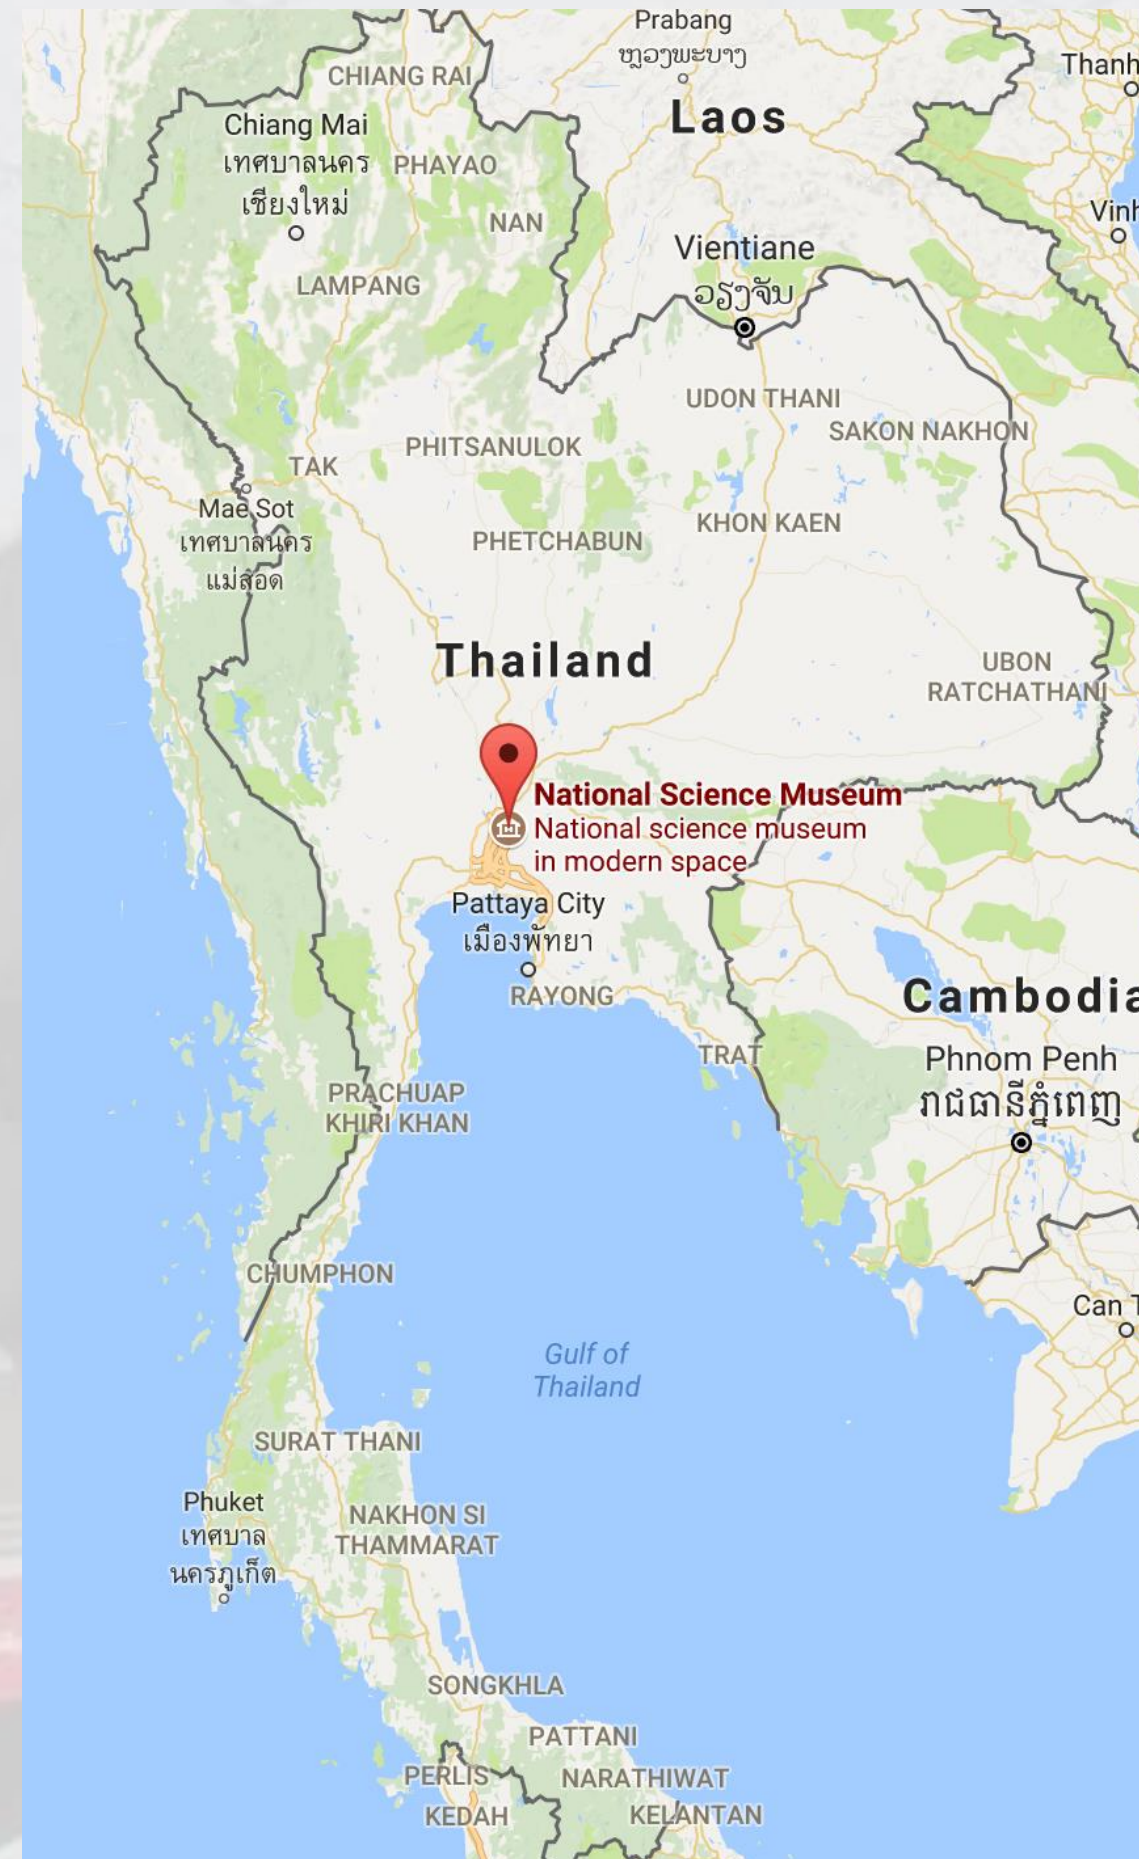 Prabang
ຫຼວງພະບາງ
Thanh
CHIANG RAI
Laos
Chiang Mai
เทศบาลนคร
เชียงใหม่
PHAYAO
NAN
Vinh
Vientiane
ວຽງຈັນ
LAMPANG
UDON THANI
SAKON NAKHON
PHITSANULOK
TAK
Mae Sot
เทศบาลนคร
แม่สอด
KHON KAEN
PHETCHABUN
Thailand
UBON
RATCHATHANI
National Science Museum
National science museum
in modern space
Pattaya City
เมืองพัทยา
RAYONG
Cambodia
TRAT
Phnom Penh
រាជធានីភ្នំពេញ
PRACHUAP
KHIRI KHAN
CHUMPHON
Can T
Gulf of
Thailand
SURAT THANI
Phuket
เทศบาล
นครภูเก็ต
NAKHON SI
THAMMARAT
SONGKHLA
PATTANI
PERLIS
NARATHIWAT
KEDAH
KELANTAN